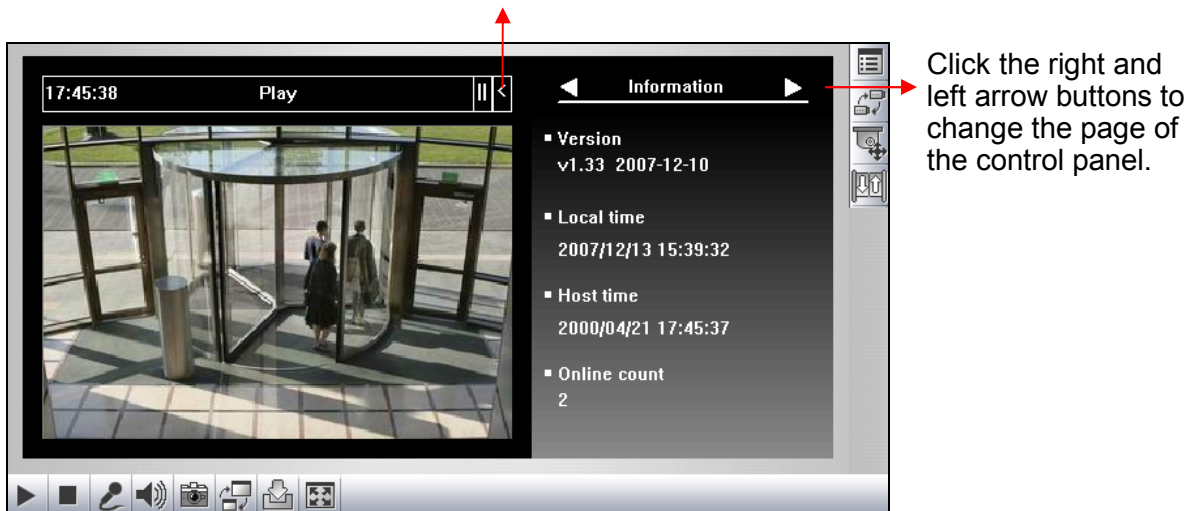 17:45:38 Play || <
Information
Version
v1.33 2007-12-10
Local time
2007/12/13 15:39:32
Host time
2000/04/21 17:45:37
Online count
2
Click the right and
left arrow buttons to
change the page of
the control panel.